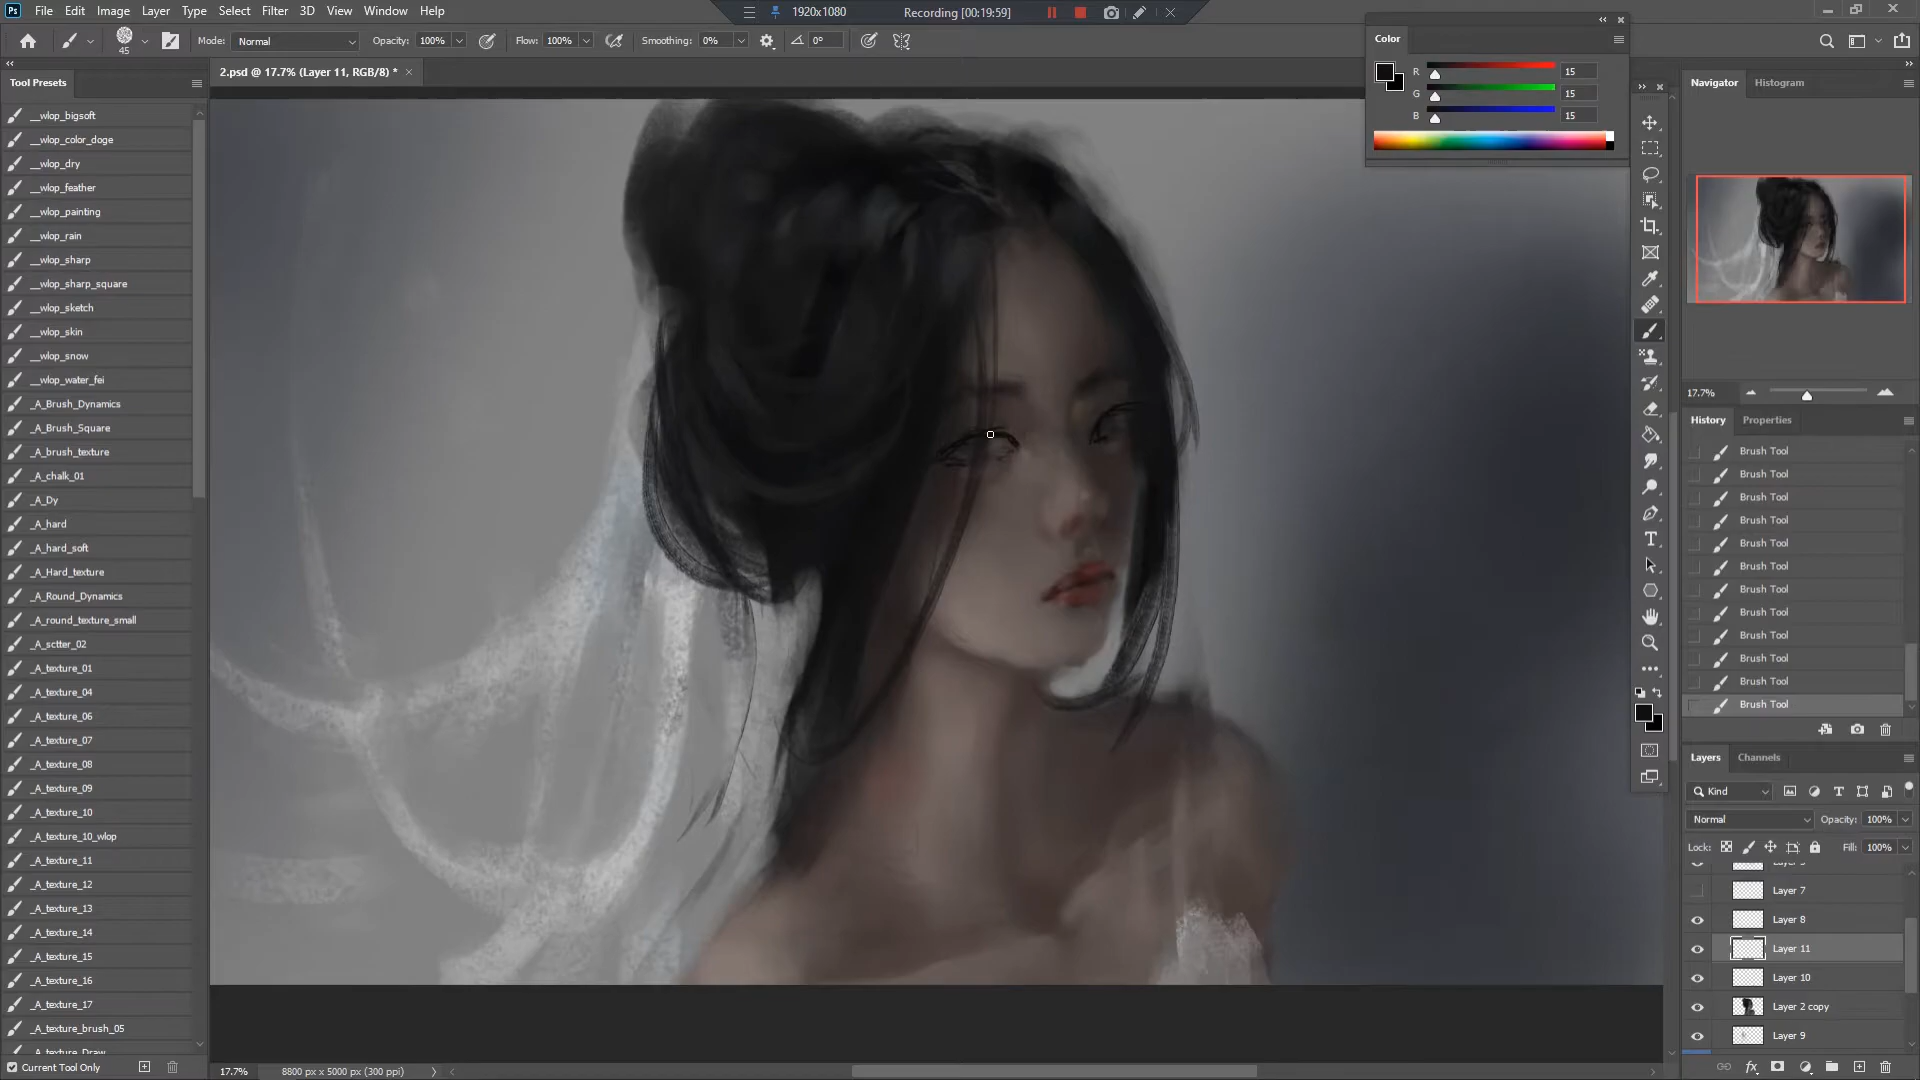 Ps File Edit Image Layer Type Select Filter 3D View Window Help
1920x1080 Recording [00:19:59]
45 Mode: Normal Opacity: 100% Flow: 100% Smoothing: 0% 0°
Tool Presets
2.psd @ 17.7% (Layer 11, RGB/8) *
__wlop_bigsoft
__wlop_color_doge
__wlop_dry
__wlop_feather
__wlop_painting
__wlop_rain
__wlop_sharp
__wlop_sharp_square
__wlop_sketch
__wlop_skin
__wlop_snow
__wlop_water_fei
_A_Brush_Dynamics
_A_Brush_Square
_A_brush_texture
_A_chalk_01
_A_Dy
_A_hard
_A_hard_soft
_A_Hard_texture
_A_Round_Dynamics
_A_round_texture_small
_A_sctter_02
_A_texture_01
_A_texture_04
_A_texture_06
_A_texture_07
_A_texture_08
_A_texture_09
_A_texture_10
_A_texture_10_wlop
_A_texture_11
_A_texture_12
_A_texture_13
_A_texture_14
_A_texture_15
_A_texture_16
_A_texture_17
_A_texture_brush_05
_A_texture_Draw
Current Tool Only
17.7% 8800 px x 5000 px (300 ppi)
Color
R 15
G 15
B 15
Navigator Histogram
17.7%
History Properties
Brush Tool
Brush Tool
Brush Tool
Brush Tool
Brush Tool
Brush Tool
Brush Tool
Brush Tool
Brush Tool
Brush Tool
Brush Tool
Brush Tool
Layers Channels
Kind
Normal Opacity: 100%
Lock: Fill: 100%
Layer 7
Layer 8
Layer 11
Layer 10
Layer 2 copy
Layer 9